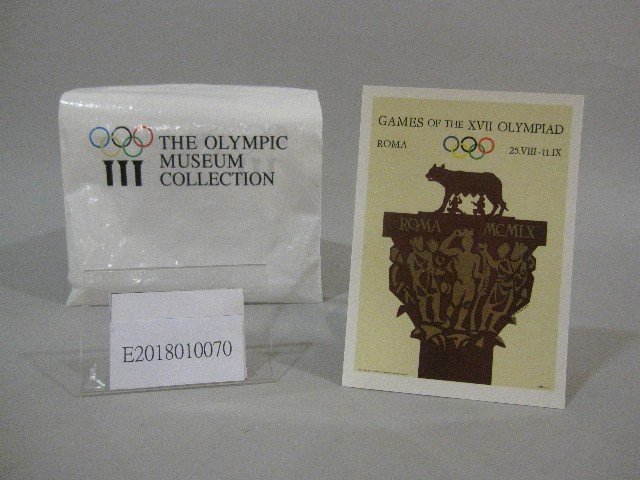 THE OLYMPIC
MUSEUM
COLLECTION
E2018010070
GAMES OF THE XVII OLYMPIAD
ROMA
25.VIII-11.IX
ROMA MCMLX